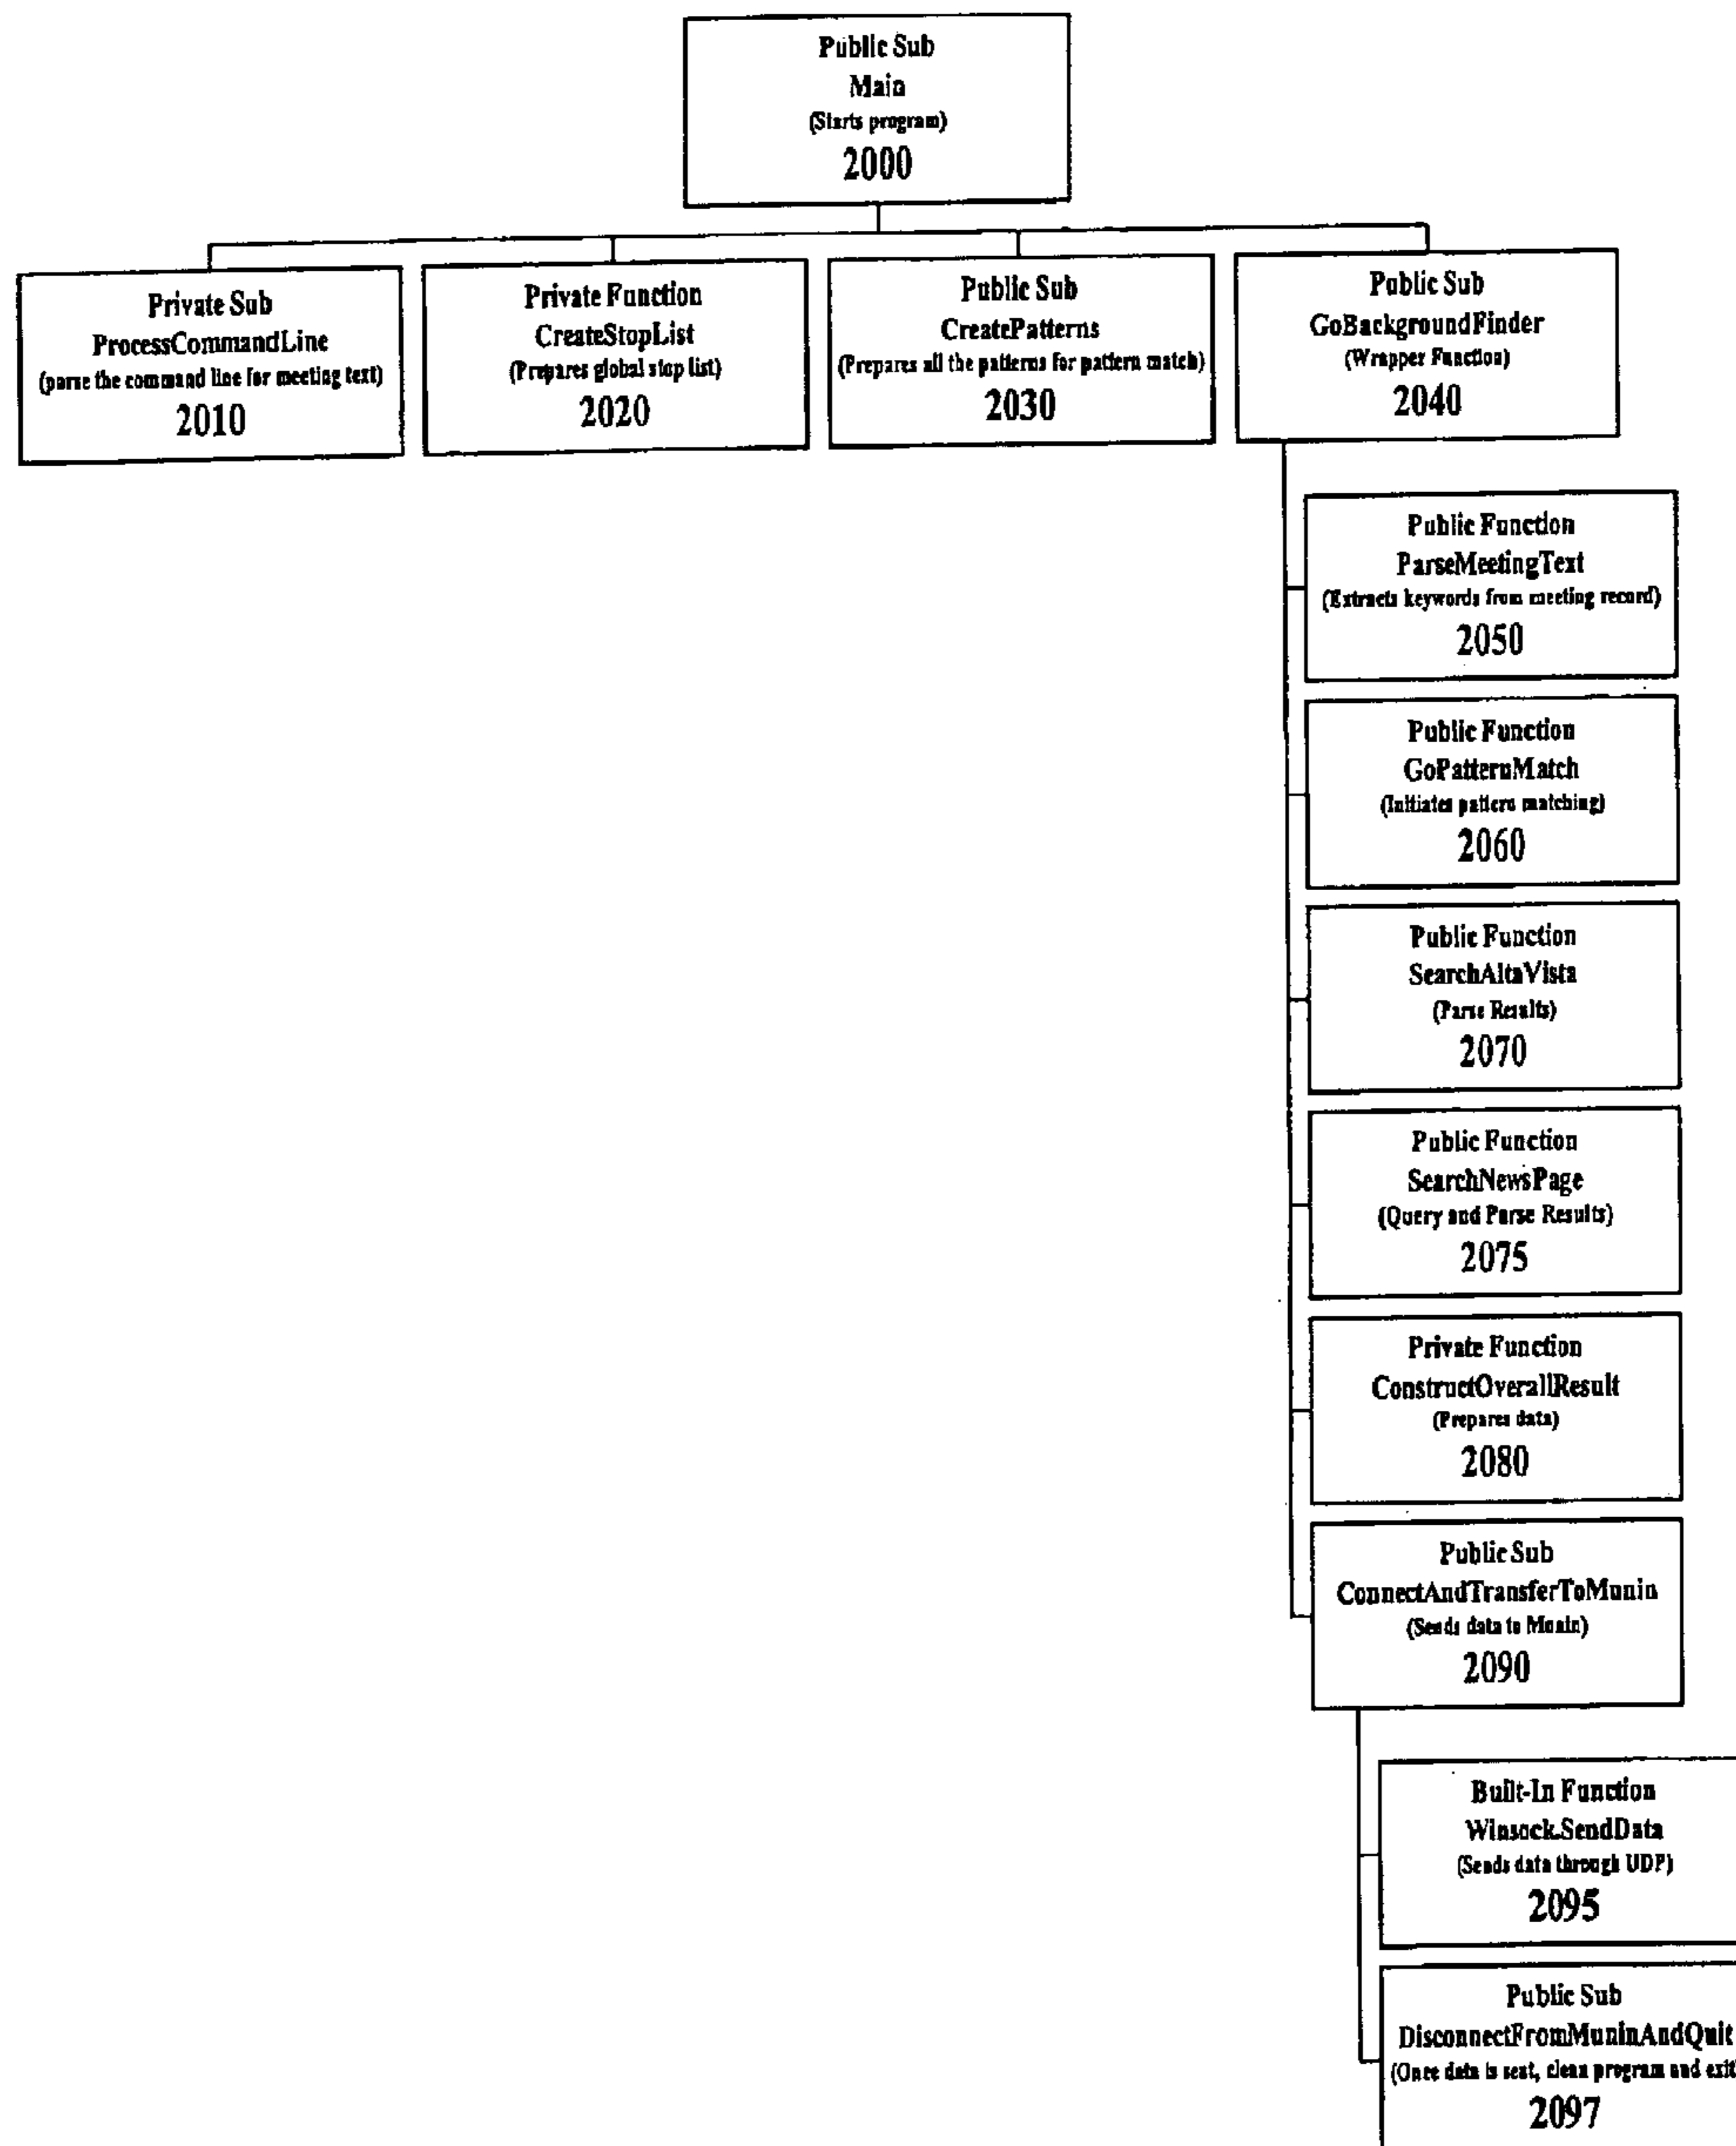 Public Sub
Main
(Starts program)
2000
Private Sub
ProcessCommandLine
(parse the command line for meeting text)
2010
Private Function
CreateStopList
(Prepares global stop list)
2020
Public Sub
CreatePatterns
(Prepares all the patterns for pattern match)
2030
Public Sub
GoBackgroundFinder
(Wrapper Function)
2040
Public Function
ParseMeetingText
(Extracts keywords from meeting record)
2050
Public Function
GoPatternMatch
(Initiates pattern matching)
2060
Public Function
SearchAltaVista
(Parse Results)
2070
Public Function
SearchNewsPage
(Query and Parse Results)
2075
Private Function
ConstructOverallResult
(Prepares data)
2080
Public Sub
ConnectAndTransferToMunin
(Sends data to Munin)
2090
Built-In Function
Winsock.SendData
(Sends data through UDP)
2095
Public Sub
DisconnectFromMuninAndQuit
(Once data is sent, clean program and exit
2097